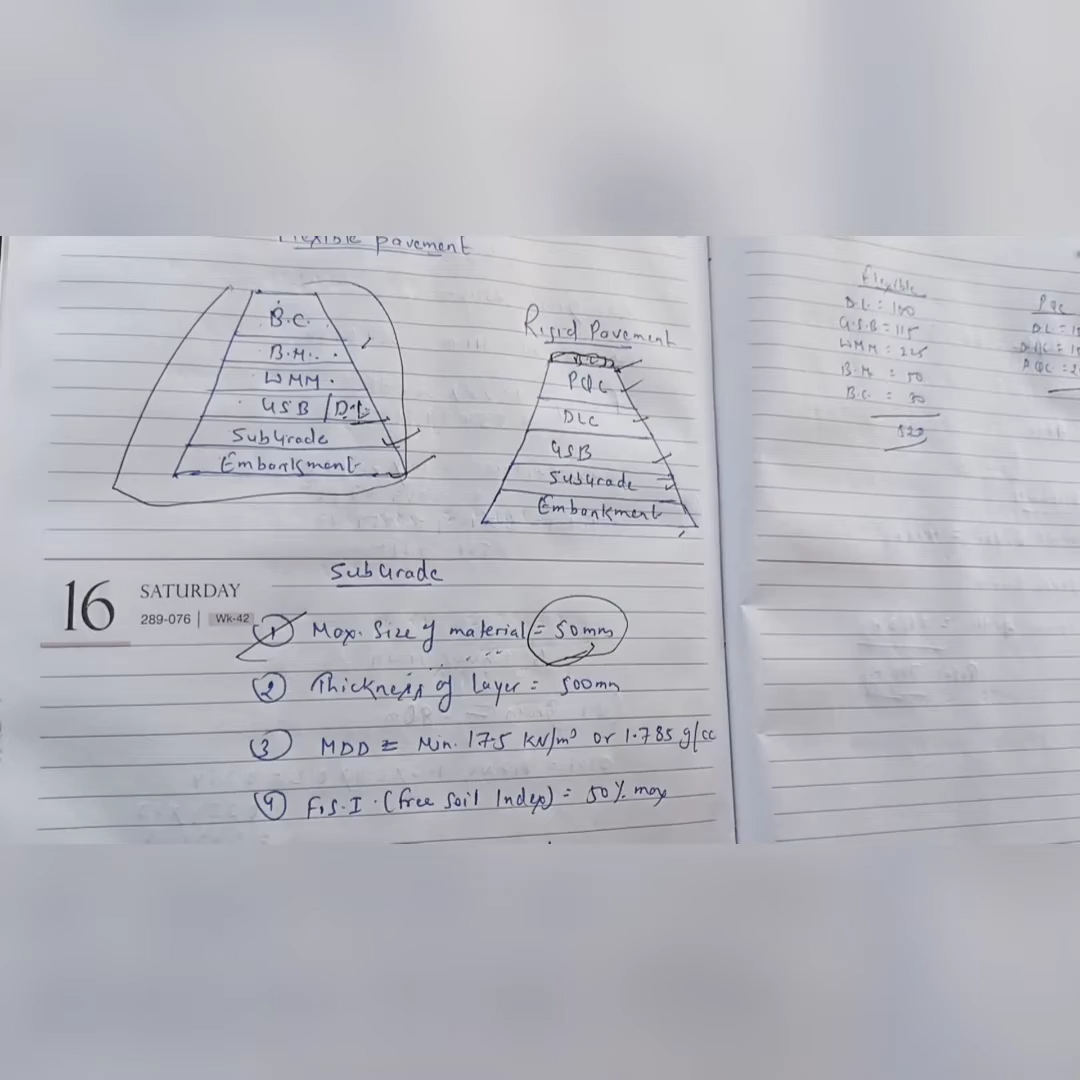 Flexible pavement
B.C.
B.M.
WMM
GSB / D.L
SubGrade
Embankment
Rigid Pavement
PQC
DLC
GSB
SubGrade
Embankment
SubGrade
16
SATURDAY
289-076 | Wk-42
① Max. Size of material = 50mm
② Thickness of Layer = 500mm
③ MDD = Min. 17.5 KN/m³ or 1.785 g/cc
④ F.S.I. (free Soil Index) = 50% max
Flexible
D.L = 100
G.S.B = 115
WMM = 225
B.M = 50
B.C. = 30
520
PQC